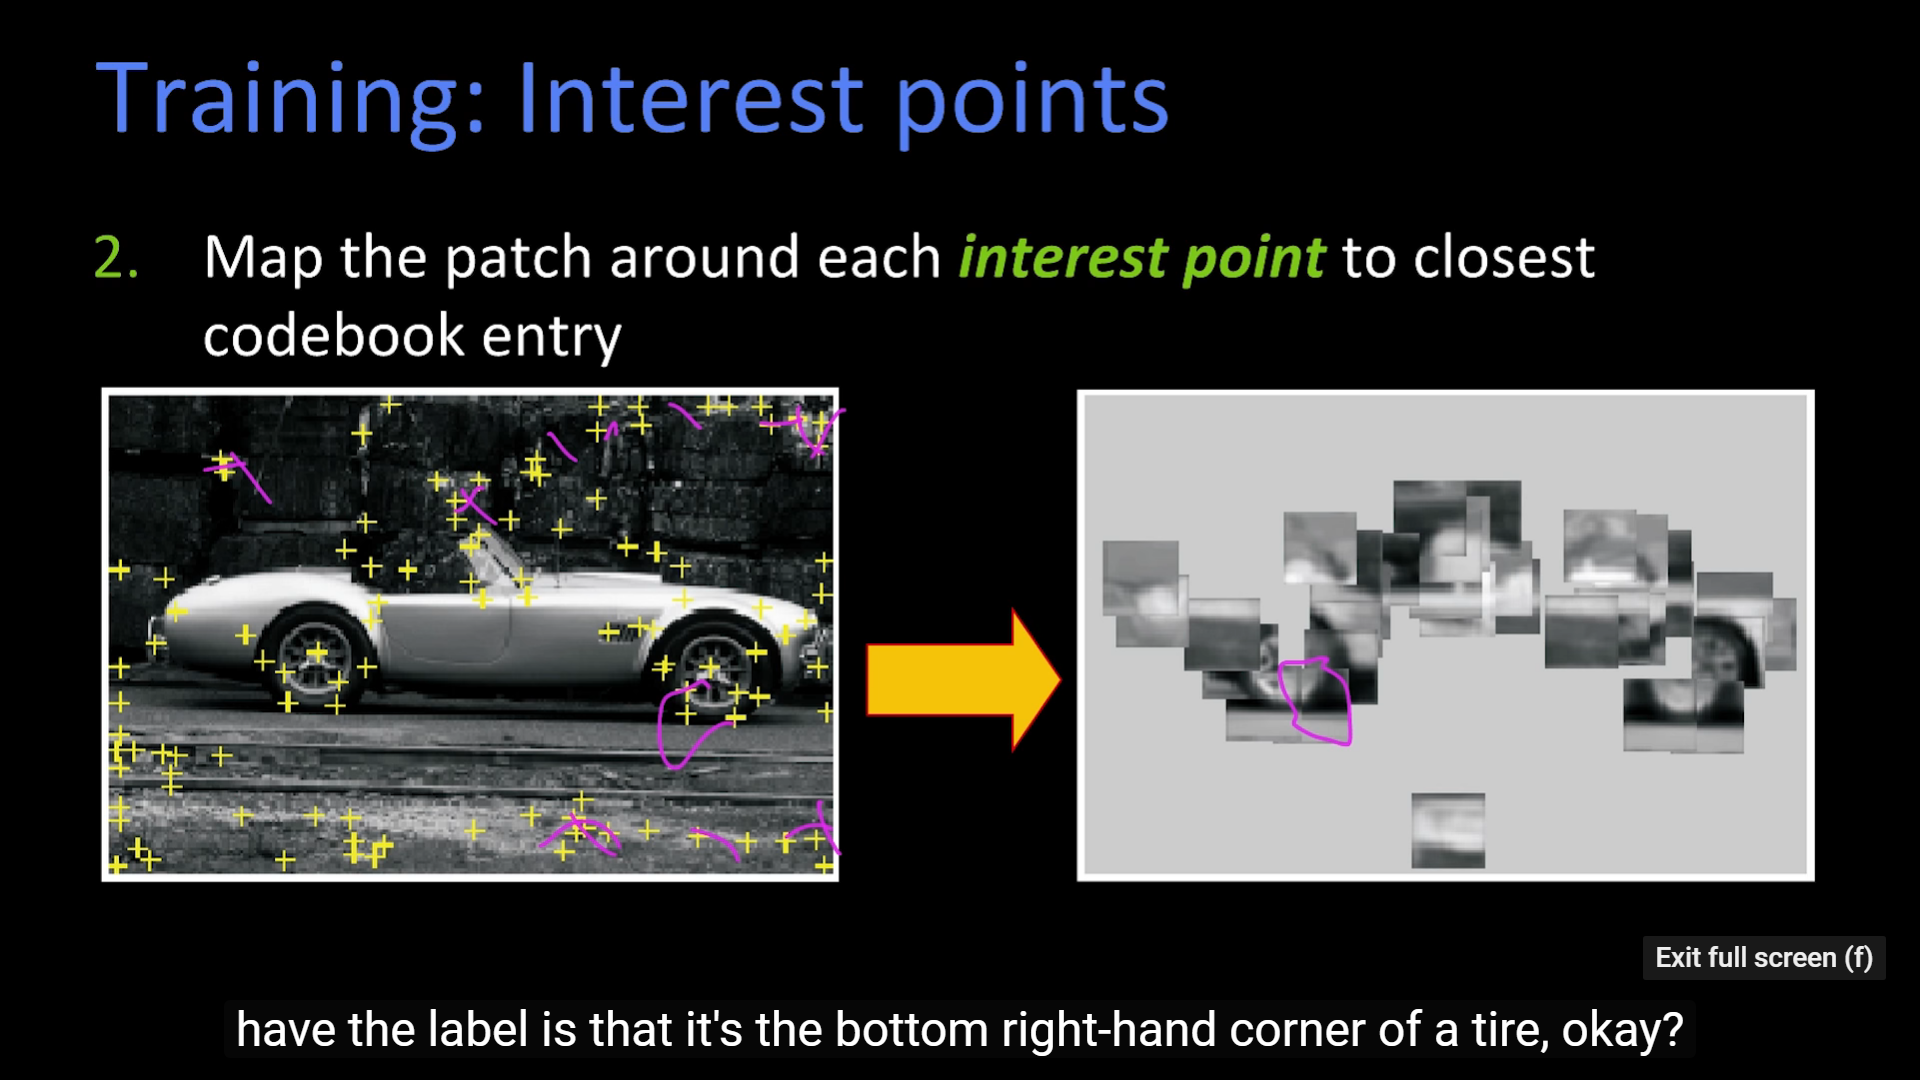 Training: Interest points
2. Map the patch around each interest point to closest
codebook entry
Exit full screen (f)
have the label is that it's the bottom right-hand corner of a tire, okay?